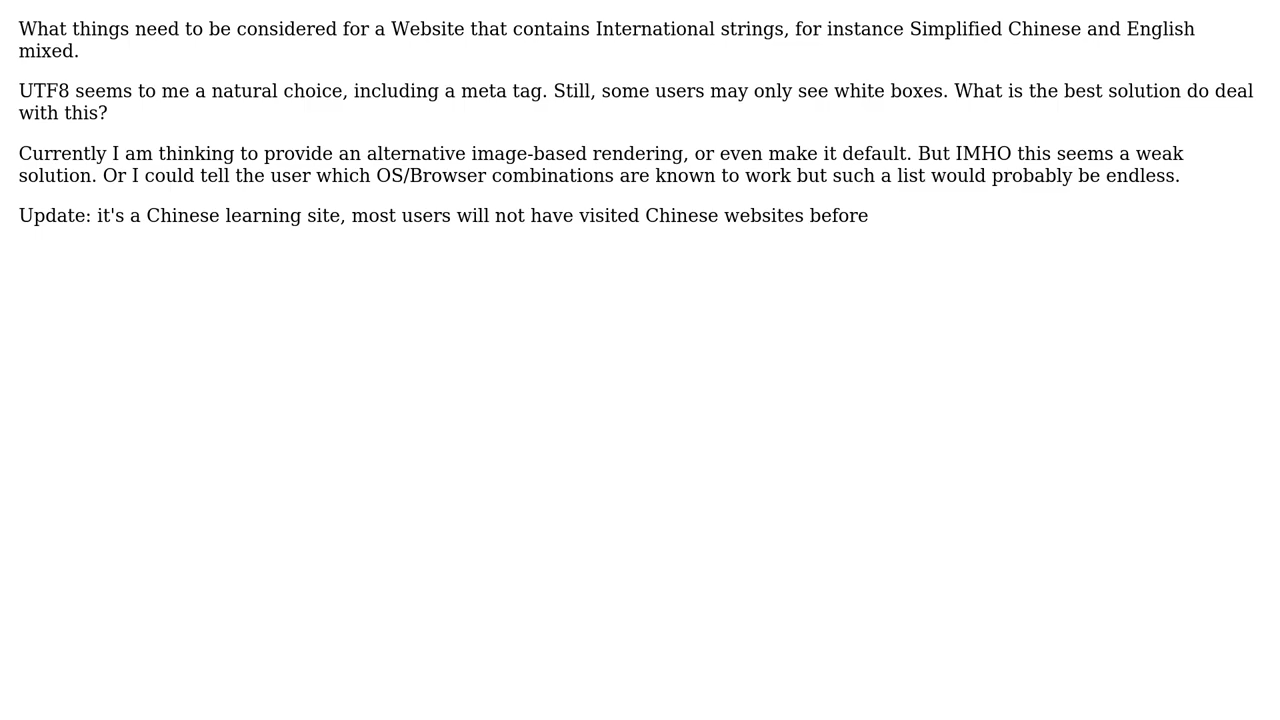 What things need to be considered for a Website that contains International strings, for instance Simplified Chinese and English
mixed.
UTF8 seems to me a natural choice, including a meta tag. Still, some users may only see white boxes. What is the best solution do deal
with this?
Currently I am thinking to provide an alternative image-based rendering, or even make it default. But IMHO this seems a weak
solution. Or I could tell the user which OS/Browser combinations are known to work but such a list would probably be endless.
Update: it's a Chinese learning site, most users will not have visited Chinese websites before